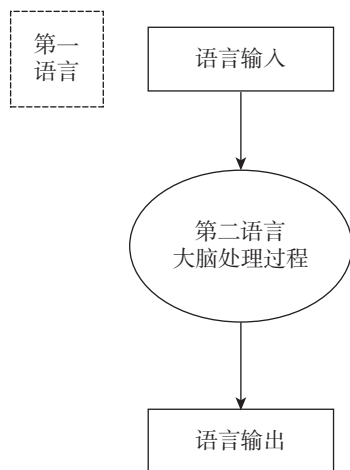 第一
语言
语言输入
第二语言
大脑处理过程
语言输出